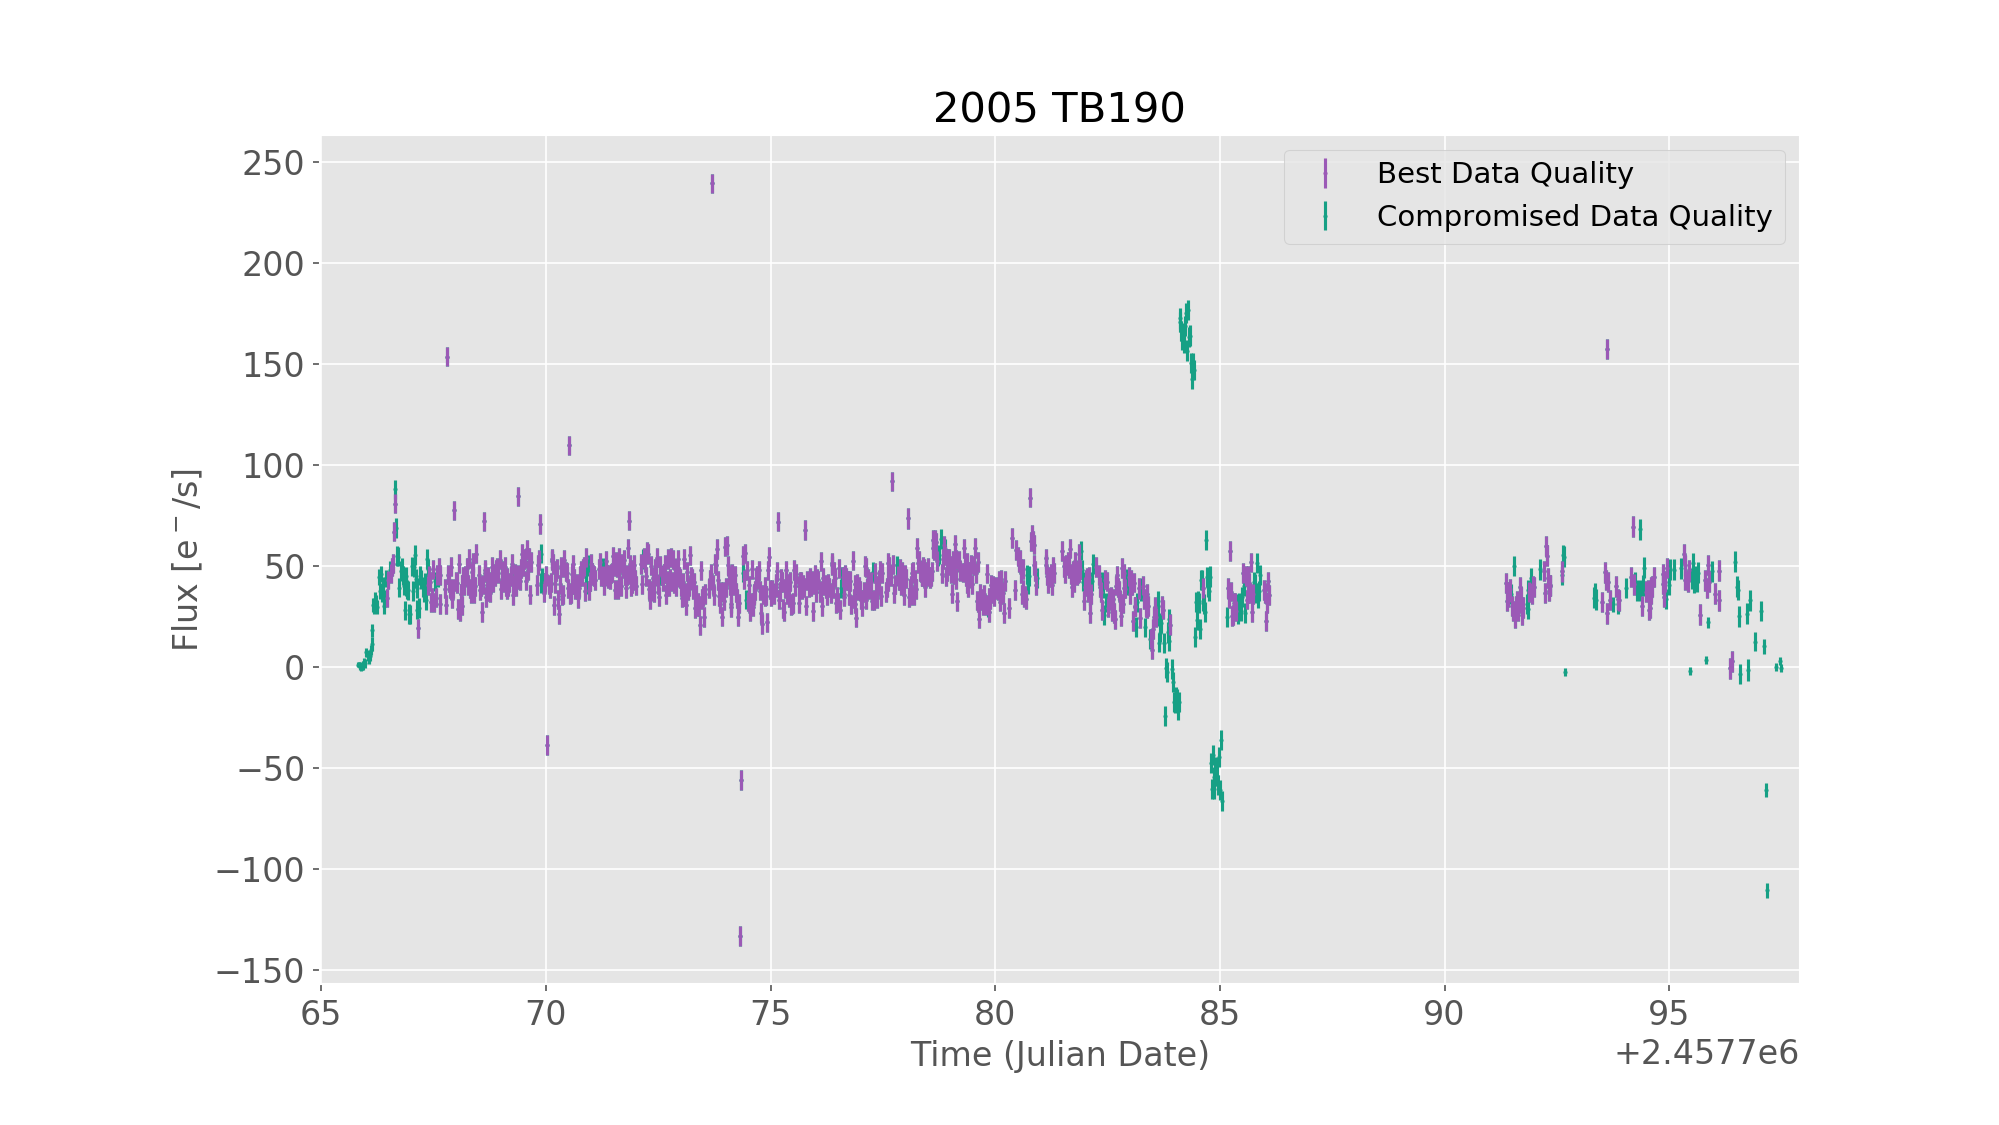 2005 TB190
Best Data Quality
Compromised Data Quality
250
200
150
100
50
0
−50
−100
−150
Flux [e⁻/s]
65 70 75 80 85 90 95
Time (Julian Date)
+2.4577e6